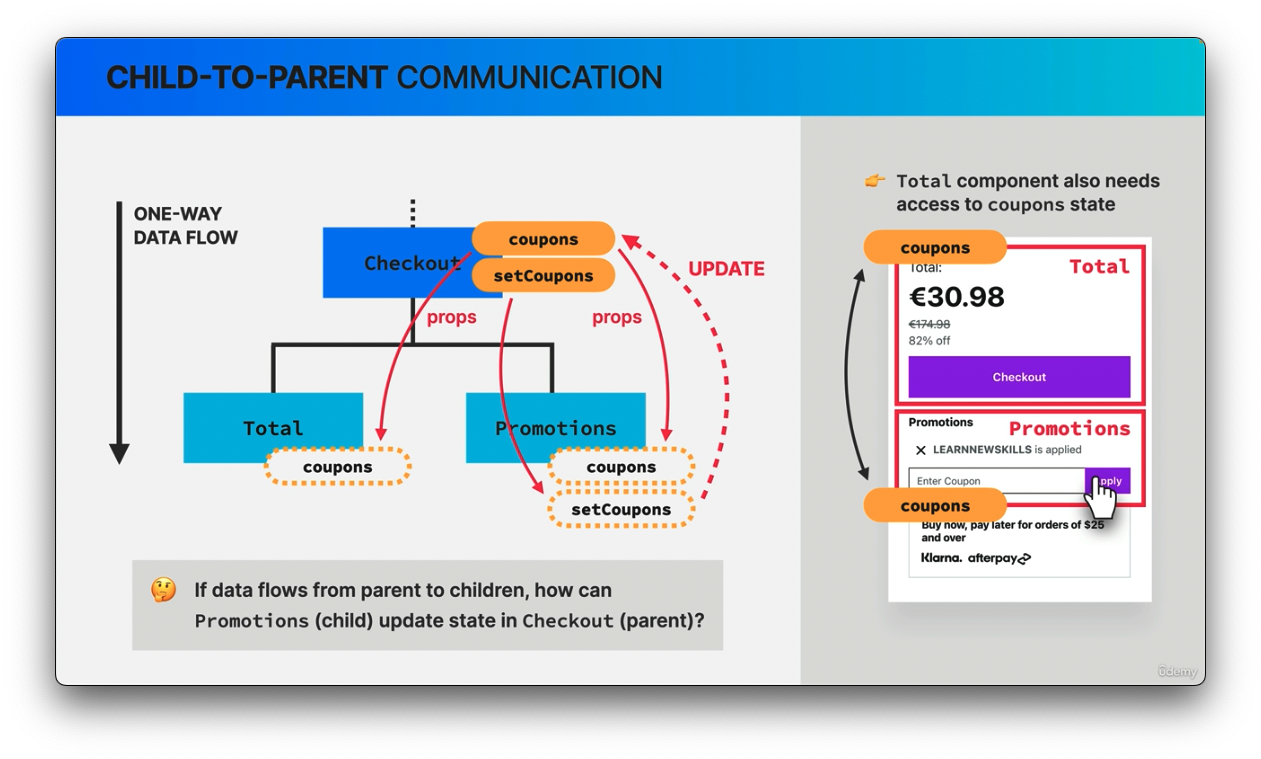 CHILD-TO-PARENT COMMUNICATION
ONE-WAY
DATA FLOW
Checkout
coupons
setCoupons
UPDATE
props
props
Total
coupons
Promotions
coupons
setCoupons
If data flows from parent to children, how can
Promotions (child) update state in Checkout (parent)?
Total component also needs
access to coupons state
coupons
Total:
Total
€30.98
€174.98
82% off
Checkout
Promotions
Promotions
LEARNNEWSKILLS is applied
Enter Coupon
coupons
Buy now, pay later for orders of $25
and over
Klarna. afterpay
ûdemy